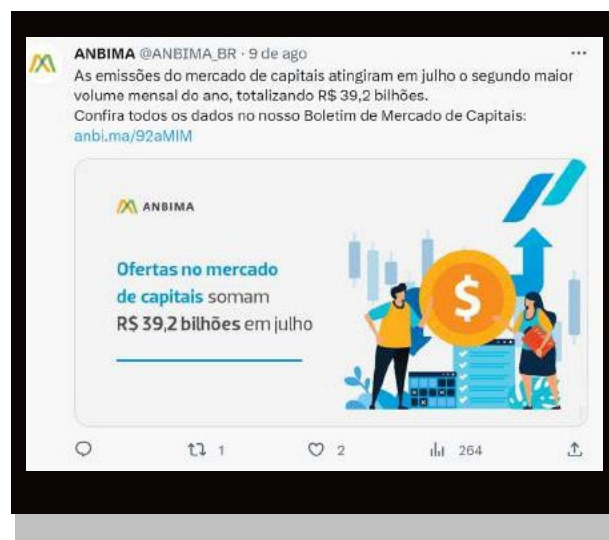 ANBIMA @ANBIMA_BR · 9 de ago
As emissões do mercado de capitais atingiram em julho o segundo maior
volume mensal do ano, totalizando R$ 39,2 bilhões.
Confira todos os dados no nosso Boletim de Mercado de Capitais:
anbi.ma/92aMIM
ANBIMA
Ofertas no mercado
de capitais somam
R$ 39,2 bilhões em julho
$
1 2 264